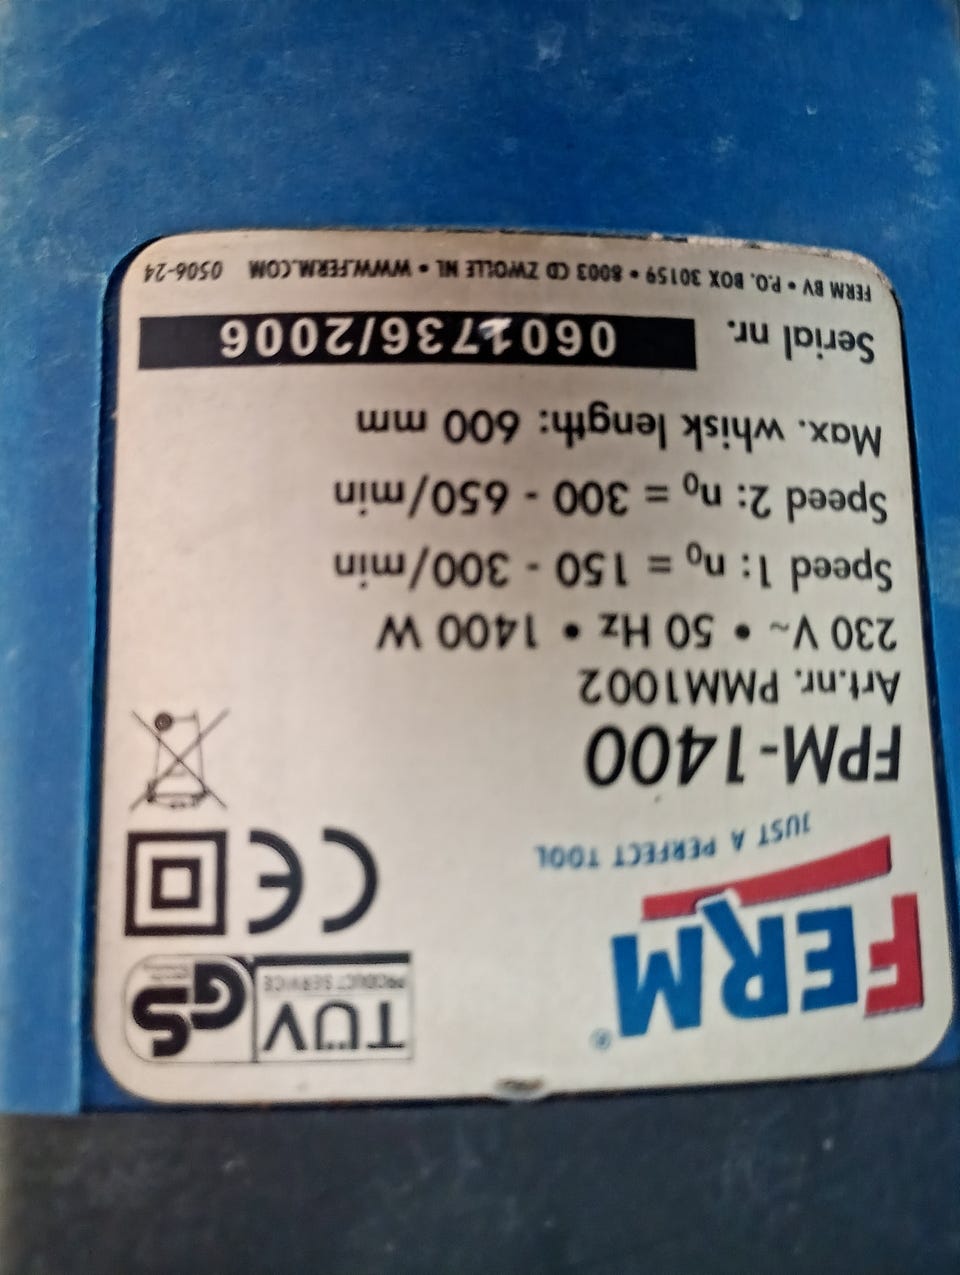 FERM®
JUST A PERFECT TOOL
TÜV
PRODUCT SERVICE
GS
CE
FPM-1400
Art.nr. PMM1002
230 V~ • 50 Hz • 1400 W
Speed 1: n₀ = 150 - 300/min
Speed 2: n₀ = 300 - 650/min
Max. whisk length: 600 mm
Serial nr. 0601736/2006
FERM BV • P.O. BOX 30159 • 8003 CD ZWOLLE NL • WWW.FERM.COM 0506-24